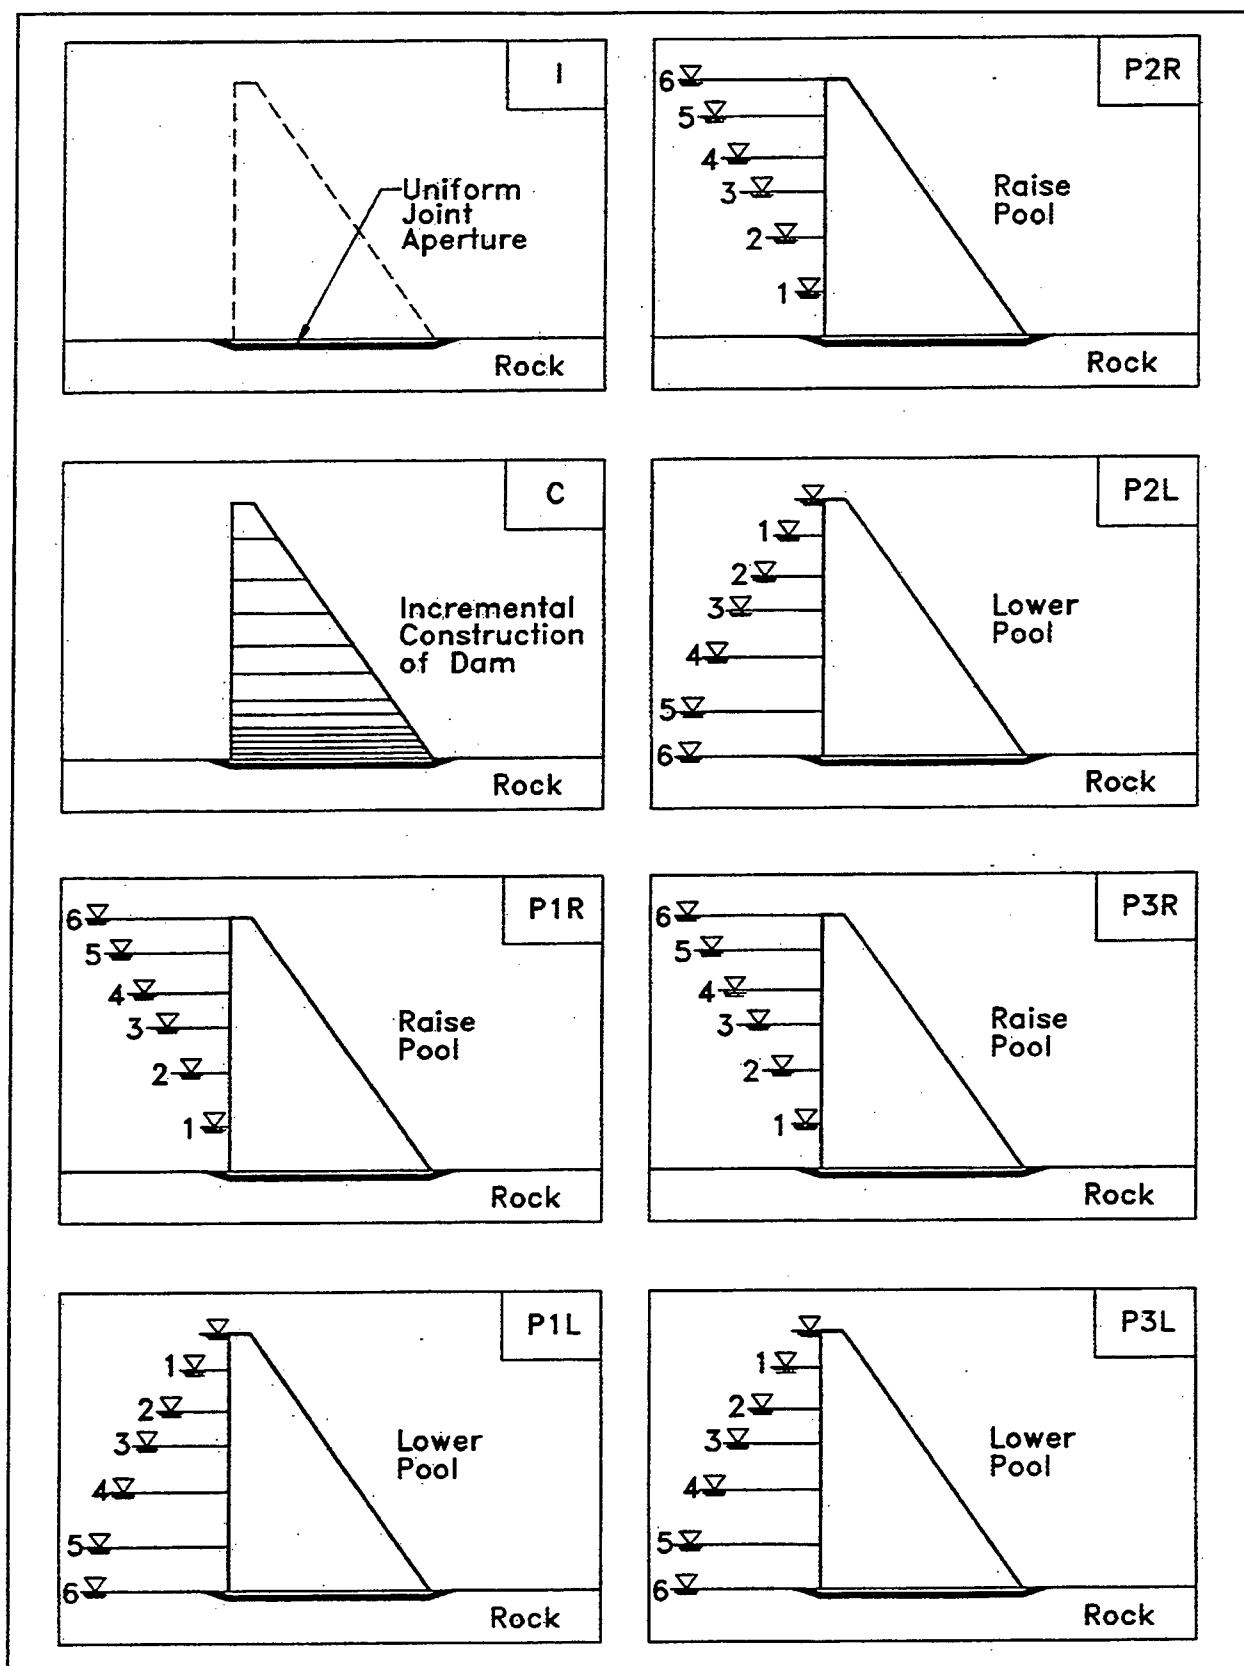 I
Uniform
Joint
Aperture
Rock
C
Incremental
Construction
of Dam
Rock
P1R
6
5
4
3
2
1
Raise
Pool
Rock
P1L
1
2
3
4
5
6
Lower
Pool
Rock
P2R
6
5
4
3
2
1
Raise
Pool
Rock
P2L
1
2
3
4
5
6
Lower
Pool
Rock
P3R
6
5
4
3
2
1
Raise
Pool
Rock
P3L
1
2
3
4
5
6
Lower
Pool
Rock